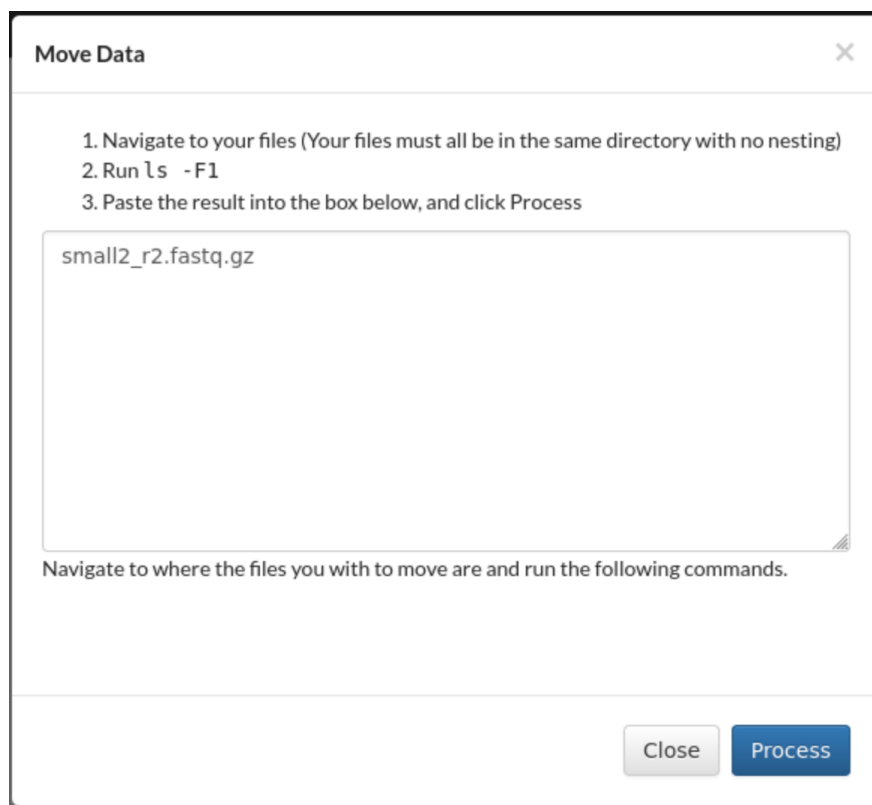 Move Data
×
1. Navigate to your files (Your files must all be in the same directory with no nesting)
2. Run ls -F1
3. Paste the result into the box below, and click Process
small2_r2.fastq.gz
Navigate to where the files you with to move are and run the following commands.
Close Process